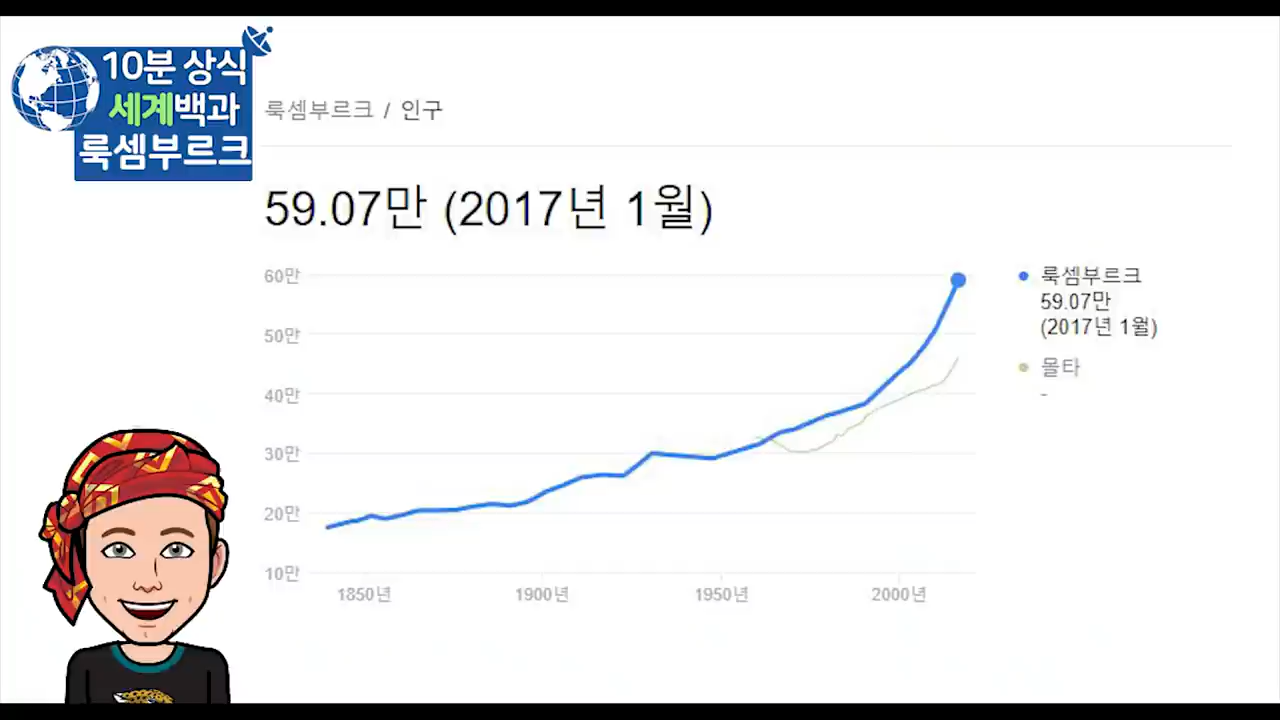 10분 상식
세계백과
룩셈부르크
룩셈부르크 / 인구
59.07만 (2017년 1월)
60만
50만
40만
30만
20만
10만
1850년
1900년
1950년
2000년
룩셈부르크
59.07만
(2017년 1월)
몰타
-